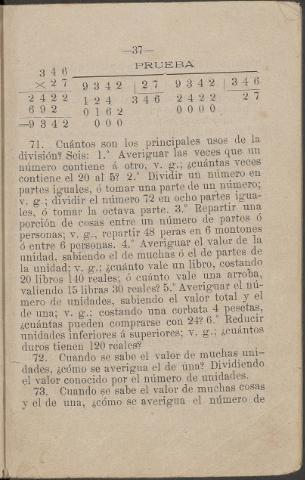 —37—
PRUEBA
346
×27 9342 |27 9342 |346
2422 124 346 2422 27
692 0162 0000
—9342 000
71. Cuántos son los principales usos de la
división? Seis: 1.° Averiguar las veces que un
número contiene á otro, v. g.; ¿cuántas veces
contiene el 20 al 5? 2.° Dividir un número en
partes iguales, ó tomar una parte de un número;
v. g.; dividir el número 72 en ocho partes igua-
les, ó tomar la octava parte. 3.° Repartir una
porción de cosas entre un número de partes ó
personas; v. g., repartir 48 peras en 6 montones
ó entre 6 personas. 4.° Averiguar el valor de la
unidad, sabiendo el de muchas ó el de partes de
la unidad; v. g.; ¿cuánto vale un libro, costando
20 libros 140 reales; ó cuánto vale una arroba,
valiendo 15 libras 30 reales? 5.° Averiguar el nú-
mero de unidades, sabiendo el valor total y el
de una; v. g.; costando una corbata 4 pesetas,
¿cuántas pueden comprarse con 24? 6.° Reducir
unidades inferiores á superiores; v. g.; ¿cuántos
duros tienen 120 reales?
72. Cuando se sabe el valor de muchas uni-
dades, ¿cómo se averigua el de una? Dividiendo
el valor conocido por el número de unidades.
73. Cuando se sabe el valor de muchas cosas
y el de una, ¿cómo se averigua el número de